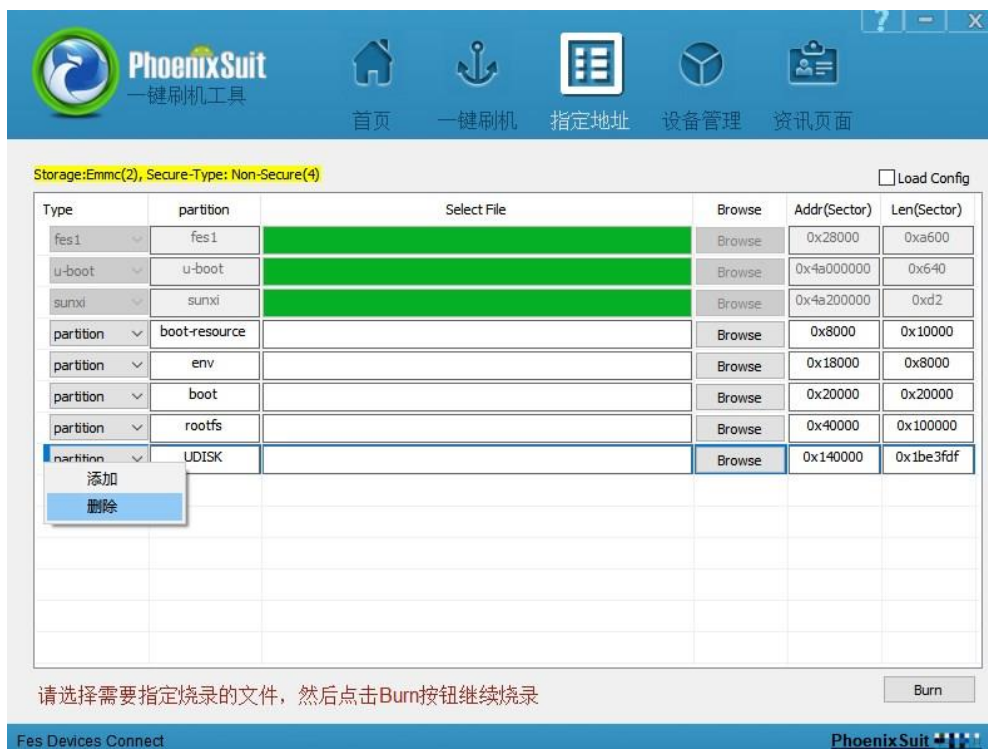 ? - x
PhoenixSuit
一键刷机工具
首页 一键刷机 指定地址 设备管理 资讯页面
Storage:Emmc(2), Secure-Type: Non-Secure(4)
Load Config
Type partition Select File Browse Addr(Sector) Len(Sector)
fes1 fes1 Browse 0x28000 0xa600
u-boot u-boot Browse 0x4a000000 0x640
sunxi sunxi Browse 0x4a200000 0xd2
partition boot-resource Browse 0x8000 0x10000
partition env Browse 0x18000 0x8000
partition boot Browse 0x20000 0x20000
partition rootfs Browse 0x40000 0x100000
partition UDISK Browse 0x140000 0x1be3fdf
添加
删除
请选择需要指定烧录的文件，然后点击Burn按钮继续烧录
Burn
Fes Devices Connect PhoenixSuit